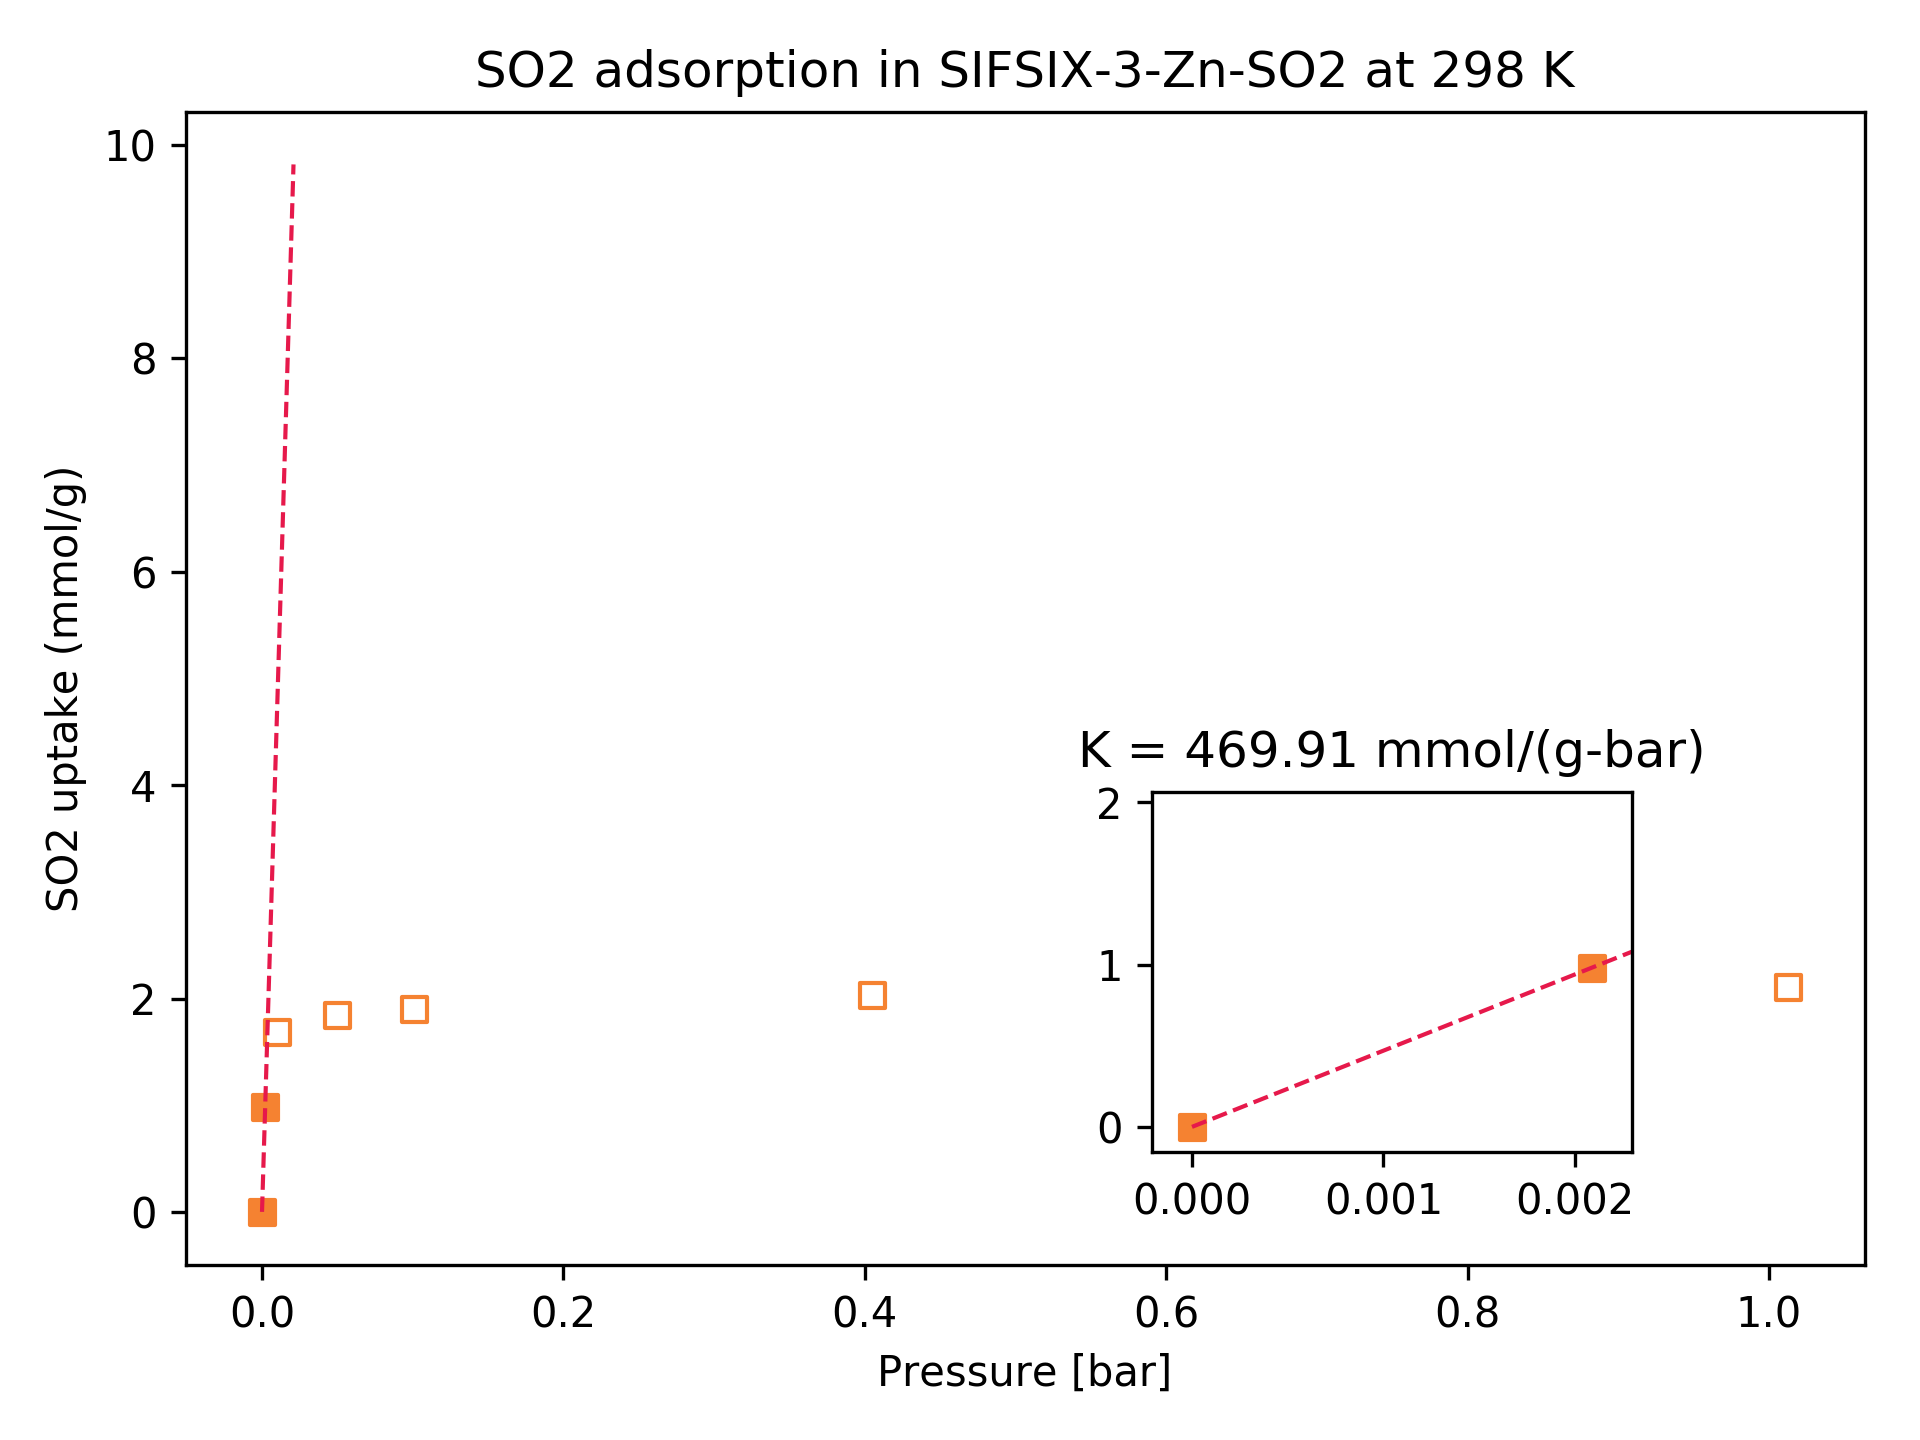 SO2 adsorption in SIFSIX-3-Zn-SO2 at 298 K
10
8
6
4
2
0
SO2 uptake (mmol/g)
K = 469.91 mmol/(g-bar)
2
1
0
0.000 0.001 0.002
0.0 0.2 0.4 0.6 0.8 1.0
Pressure [bar]